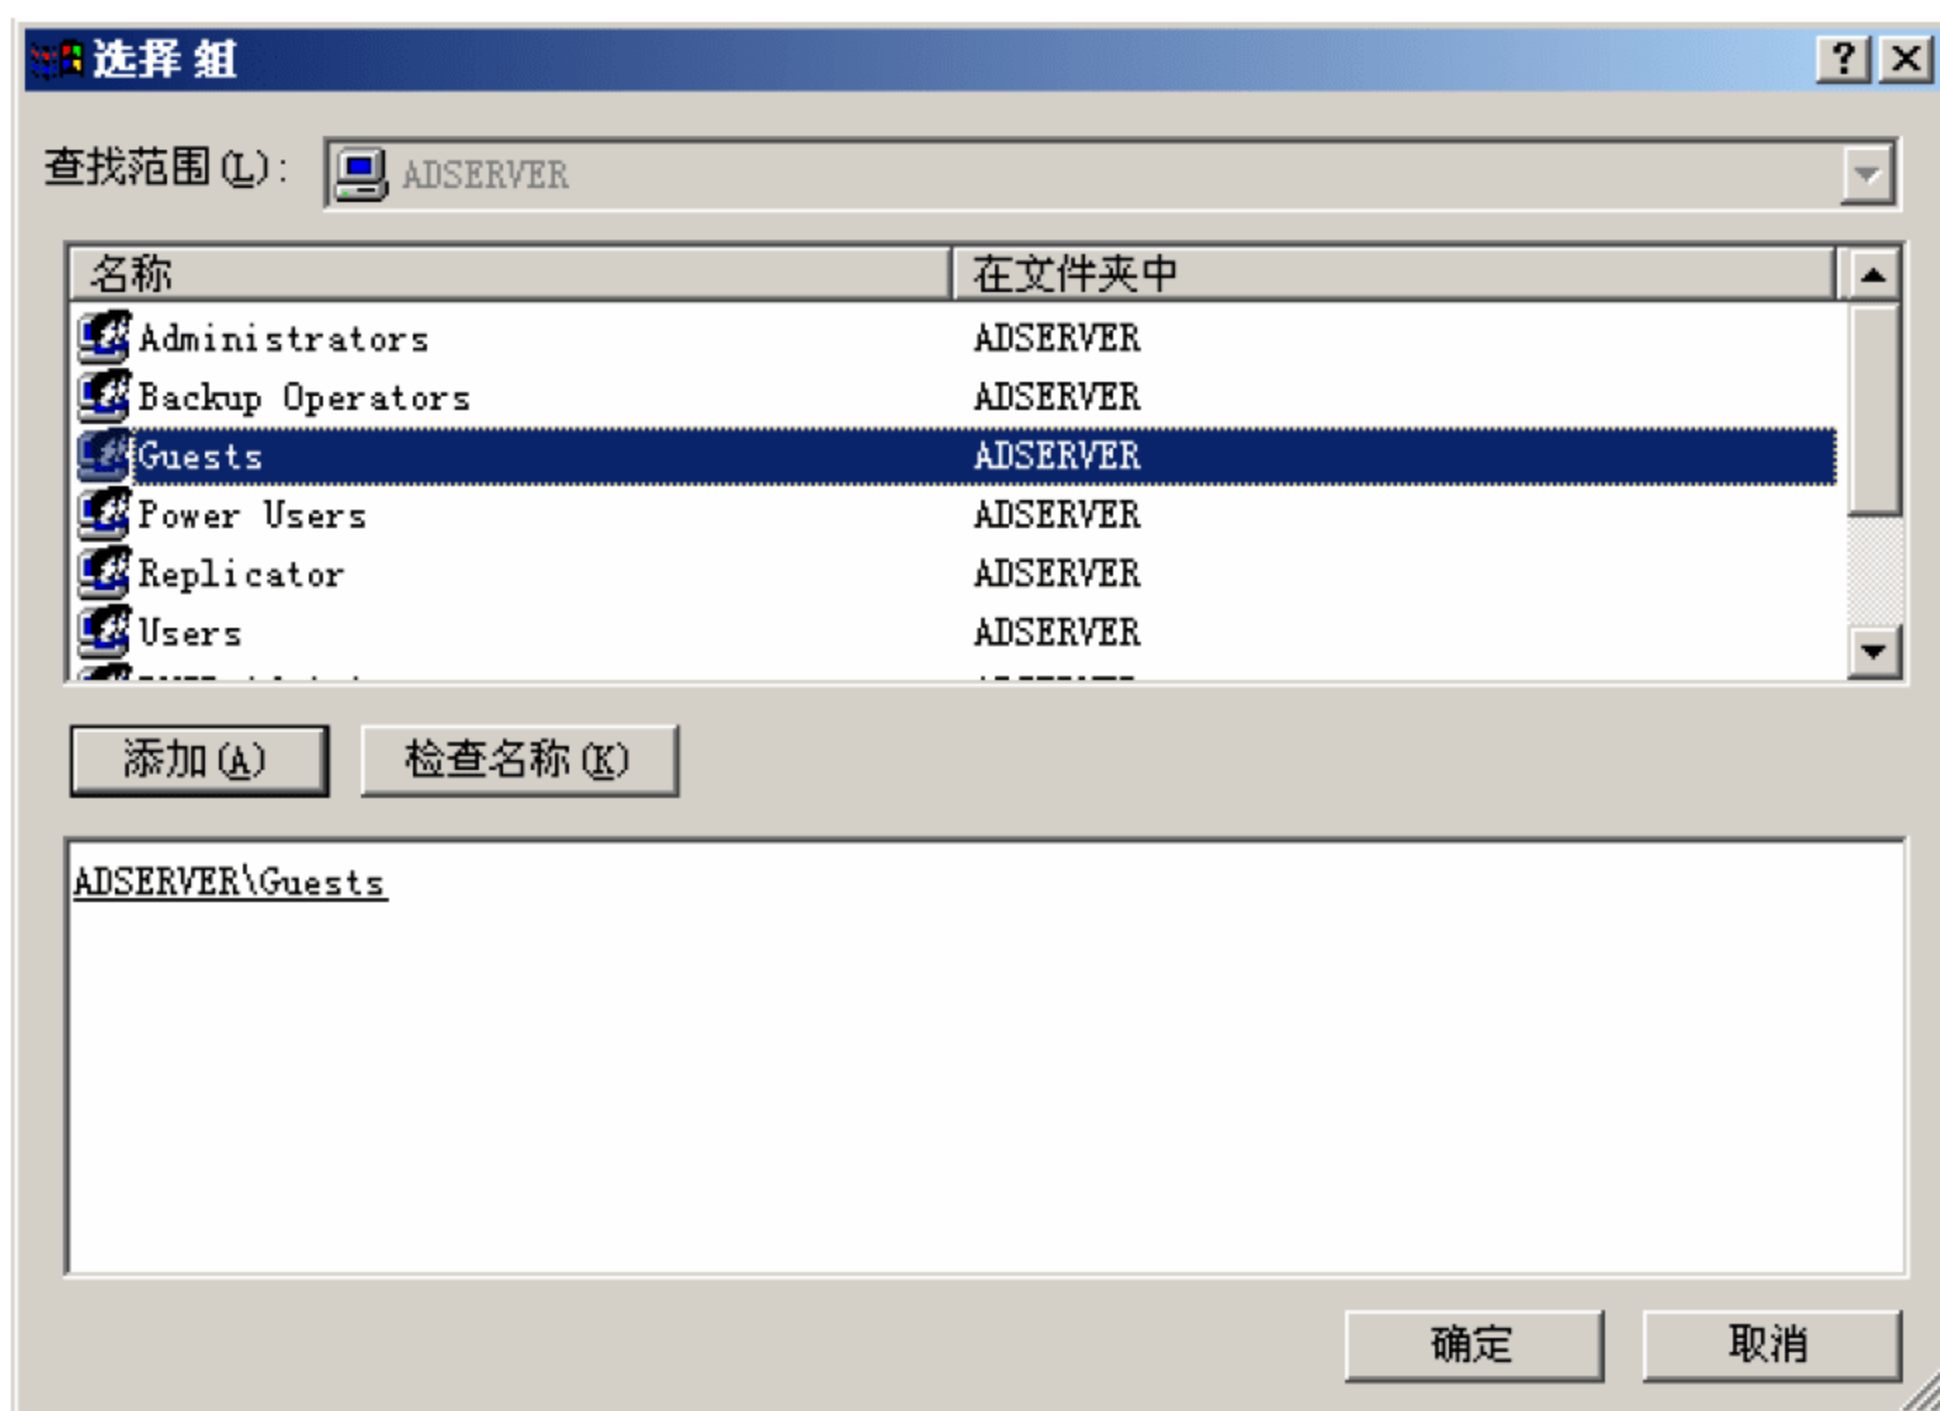 选择 组
查找范围(L): ADSERVER
名称 在文件夹中
Administrators ADSERVER
Backup Operators ADSERVER
Guests ADSERVER
Power Users ADSERVER
Replicator ADSERVER
Users ADSERVER
添加(A) 检查名称(K)
ADSERVER\Guests
确定 取消